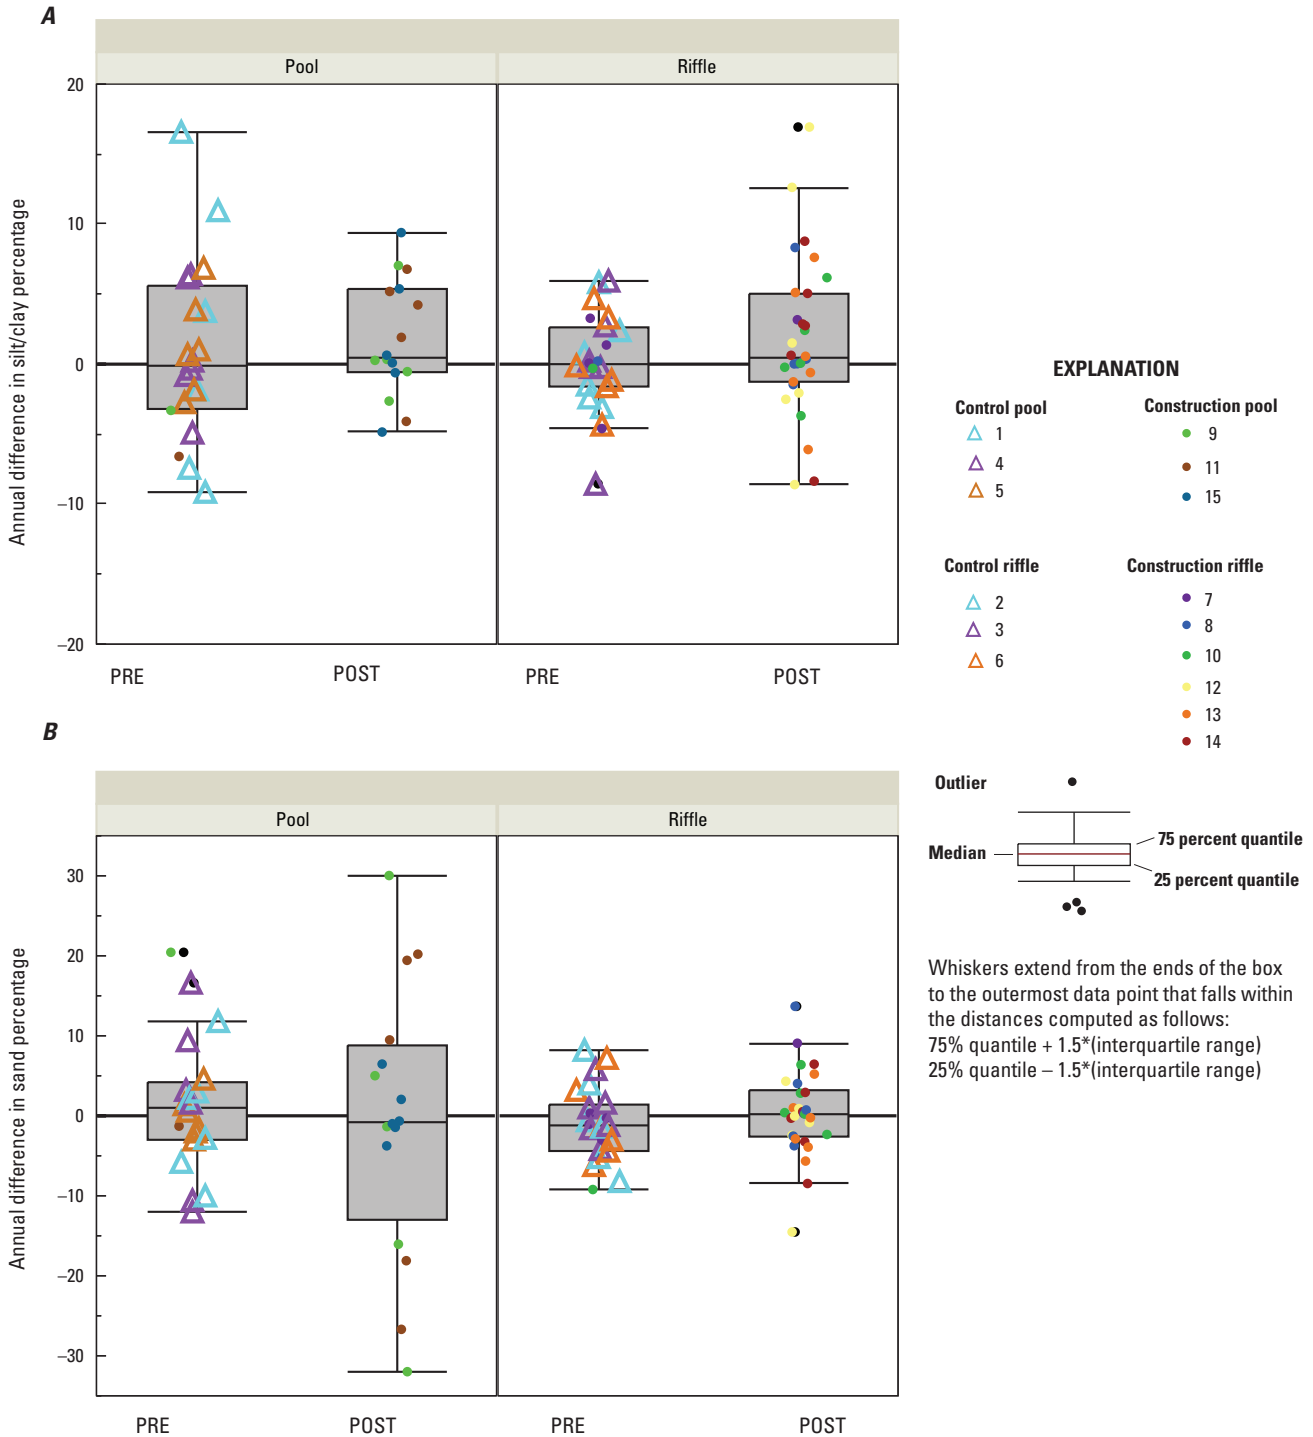 A
Pool
Riffle
Annual difference in silt/clay percentage
20
10
0
–10
–20
PRE
POST
PRE
POST
EXPLANATION
Control pool
1
4
5
Construction pool
9
11
15
Control riffle
2
3
6
Construction riffle
7
8
10
12
13
14
Outlier
Median
75 percent quantile
25 percent quantile
Whiskers extend from the ends of the box
to the outermost data point that falls within
the distances computed as follows:
75% quantile + 1.5*(interquartile range)
25% quantile – 1.5*(interquartile range)
B
Pool
Riffle
Annual difference in sand percentage
30
20
10
0
–10
–20
–30
PRE
POST
PRE
POST